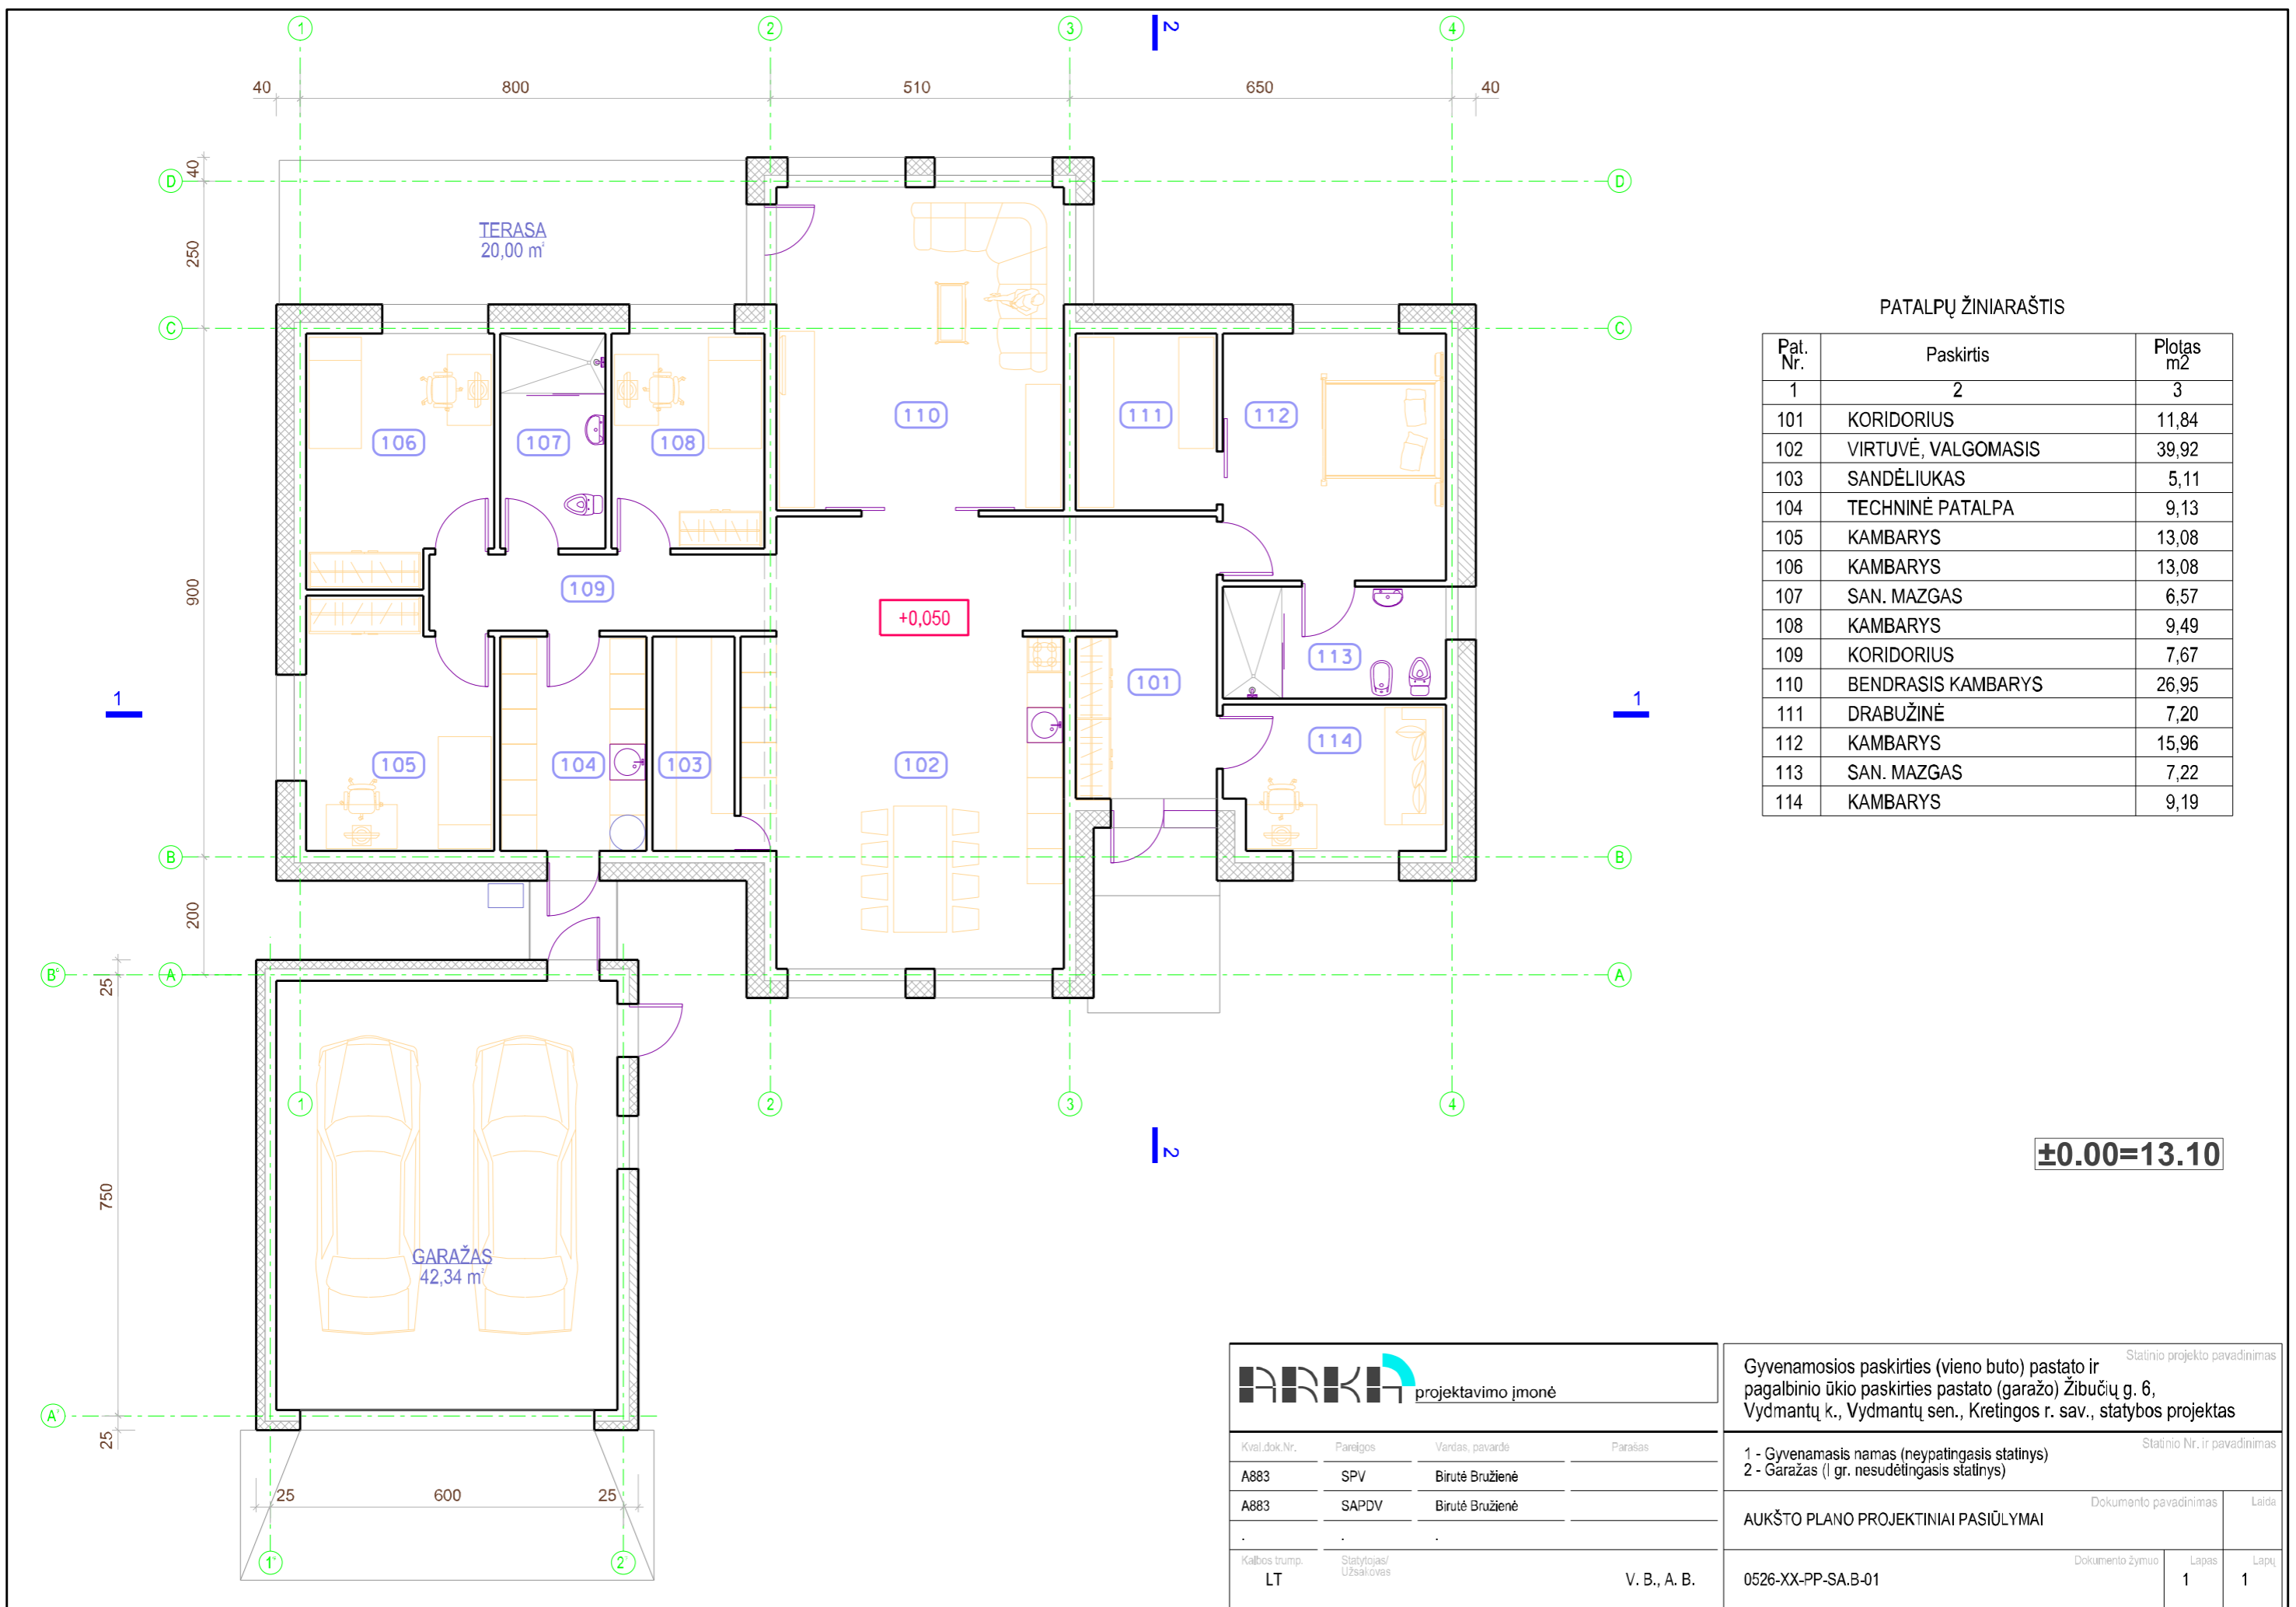 1 2 3 4
2
40 800 510 650 40
40
D D
TERASA
20,00 m²
250
C C
106 107 108 110 111 112
900
109
+0,050
113
101
1 1
105 104 103 102 114
B B
200
B" A A
25
1 2 3 4
2
750
GARAŽAS
42,34 m²
A"
25
25 600 25
1" 2"
PATALPŲ ŽINIARAŠTIS
Pat. Nr. Paskirtis Plotas m2
1 2 3
101 KORIDORIUS 11,84
102 VIRTUVĖ, VALGOMASIS 39,92
103 SANDĖLIUKAS 5,11
104 TECHNINĖ PATALPA 9,13
105 KAMBARYS 13,08
106 KAMBARYS 13,08
107 SAN. MAZGAS 6,57
108 KAMBARYS 9,49
109 KORIDORIUS 7,67
110 BENDRASIS KAMBARYS 26,95
111 DRABUŽINĖ 7,20
112 KAMBARYS 15,96
113 SAN. MAZGAS 7,22
114 KAMBARYS 9,19
±0.00=13.10
ARKA projektavimo įmonė
Kval.dok.Nr. Pareigos Vardas, pavardė Parašas
A883 SPV Birutė Bružienė
A883 SAPDV Birutė Bružienė
. . .
Kalbos trump. Statytojas/
Užsakovas
LT V. B., A. B.
Statinio projekto pavadinimas
Gyvenamosios paskirties (vieno buto) pastato ir
pagalbinio ūkio paskirties pastato (garažo) Žibučių g. 6,
Vydmantų k., Vydmantų sen., Kretingos r. sav., statybos projektas
Statinio Nr. ir pavadinimas
1 - Gyvenamasis namas (neypatingasis statinys)
2 - Garažas (I gr. nesudėtingasis statinys)
Dokumento pavadinimas Laida
AUKŠTO PLANO PROJEKTINIAI PASIŪLYMAI
Dokumento žymuo Lapas Lapų
0526-XX-PP-SA.B-01 1 1